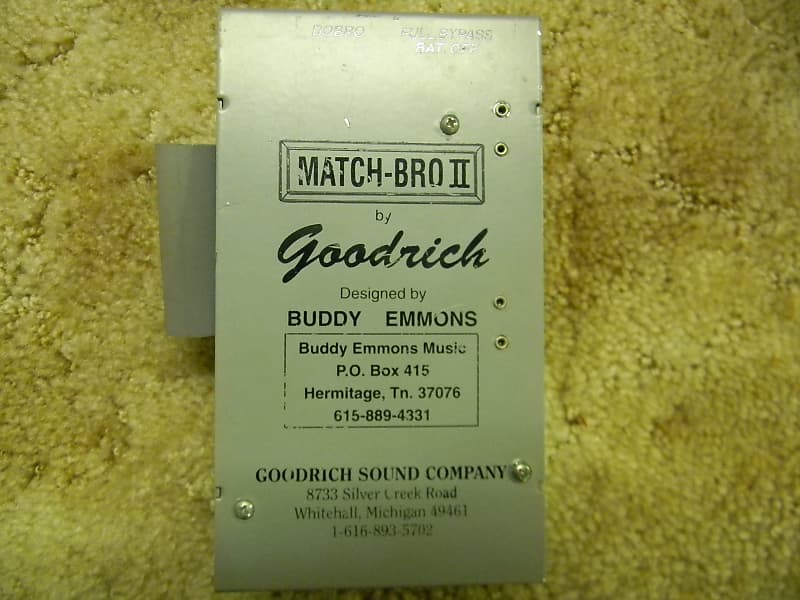 DOBRO FULL BYPASS
BAT OFF
MATCH-BRO II
by
Goodrich
Designed by
BUDDY EMMONS
Buddy Emmons Music
P.O. Box 415
Hermitage, Tn. 37076
615-889-4331
GOODRICH SOUND COMPANY
8733 Silver Creek Road
Whitehall, Michigan 49461
1-616-893-5702